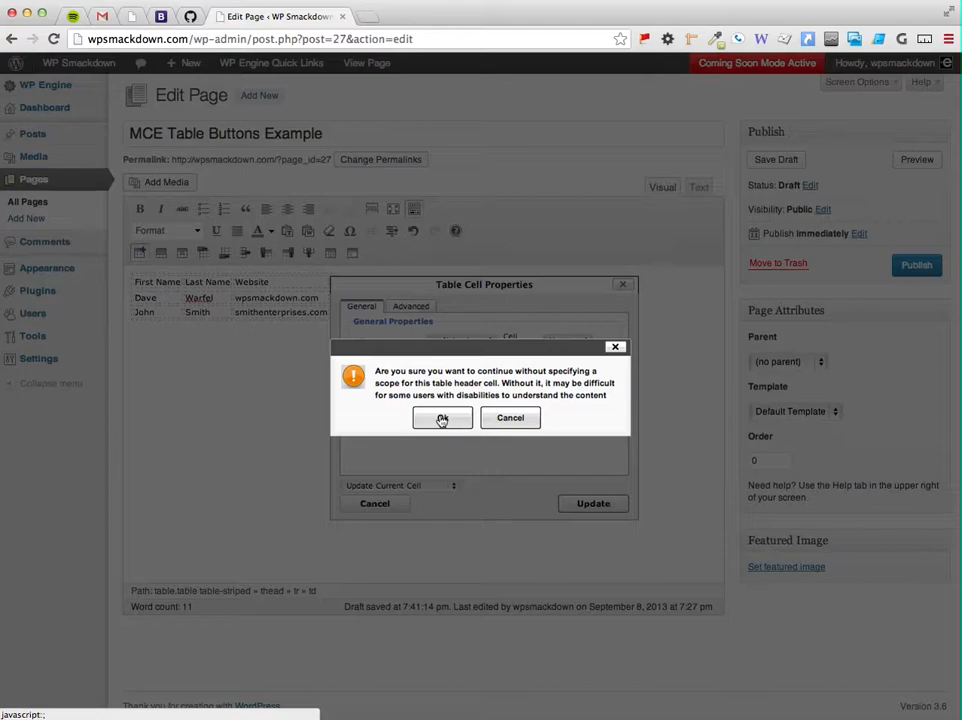 Edit Page ‹ WP Smackdown
wpsmackdown.com/wp-admin/post.php?post=27&action=edit
WP Smackdown
New
WP Engine Quick Links
View Page
Coming Soon Mode Active
Howdy, wpsmackdown
WP Engine
Dashboard
Posts
Media
Pages
All Pages
Add New
Comments
Appearance
Plugins
Users
Tools
Settings
Collapse menu
Edit Page
Add New
Screen Options
Help
MCE Table Buttons Example
Permalink: http://wpsmackdown.com/?page_id=27
Change Permalinks
Add Media
Visual
Text
B I ABC
Format
First Name Last Name Website
Dave Warfel wpsmackdown.com
John Smith smithenterprises.com
Table Cell Properties
General
Advanced
General Properties
Cell
Are you sure you want to continue without specifying a
scope for this table header cell. Without it, it may be difficult
for some users with disabilities to understand the content
Ok
Cancel
Update Current Cell
Cancel
Update
Path: table.table table-striped » thead » tr » td
Word count: 11
Draft saved at 7:41:14 pm. Last edited by wpsmackdown on September 8, 2013 at 7:27 pm
Publish
Save Draft
Preview
Status: Draft Edit
Visibility: Public Edit
Publish immediately Edit
Move to Trash
Publish
Page Attributes
Parent
(no parent)
Template
Default Template
Order
0
Need help? Use the Help tab in the upper right
of your screen.
Featured Image
Set featured image
Thank you for creating with WordPress.
Version 3.6
javascript:;